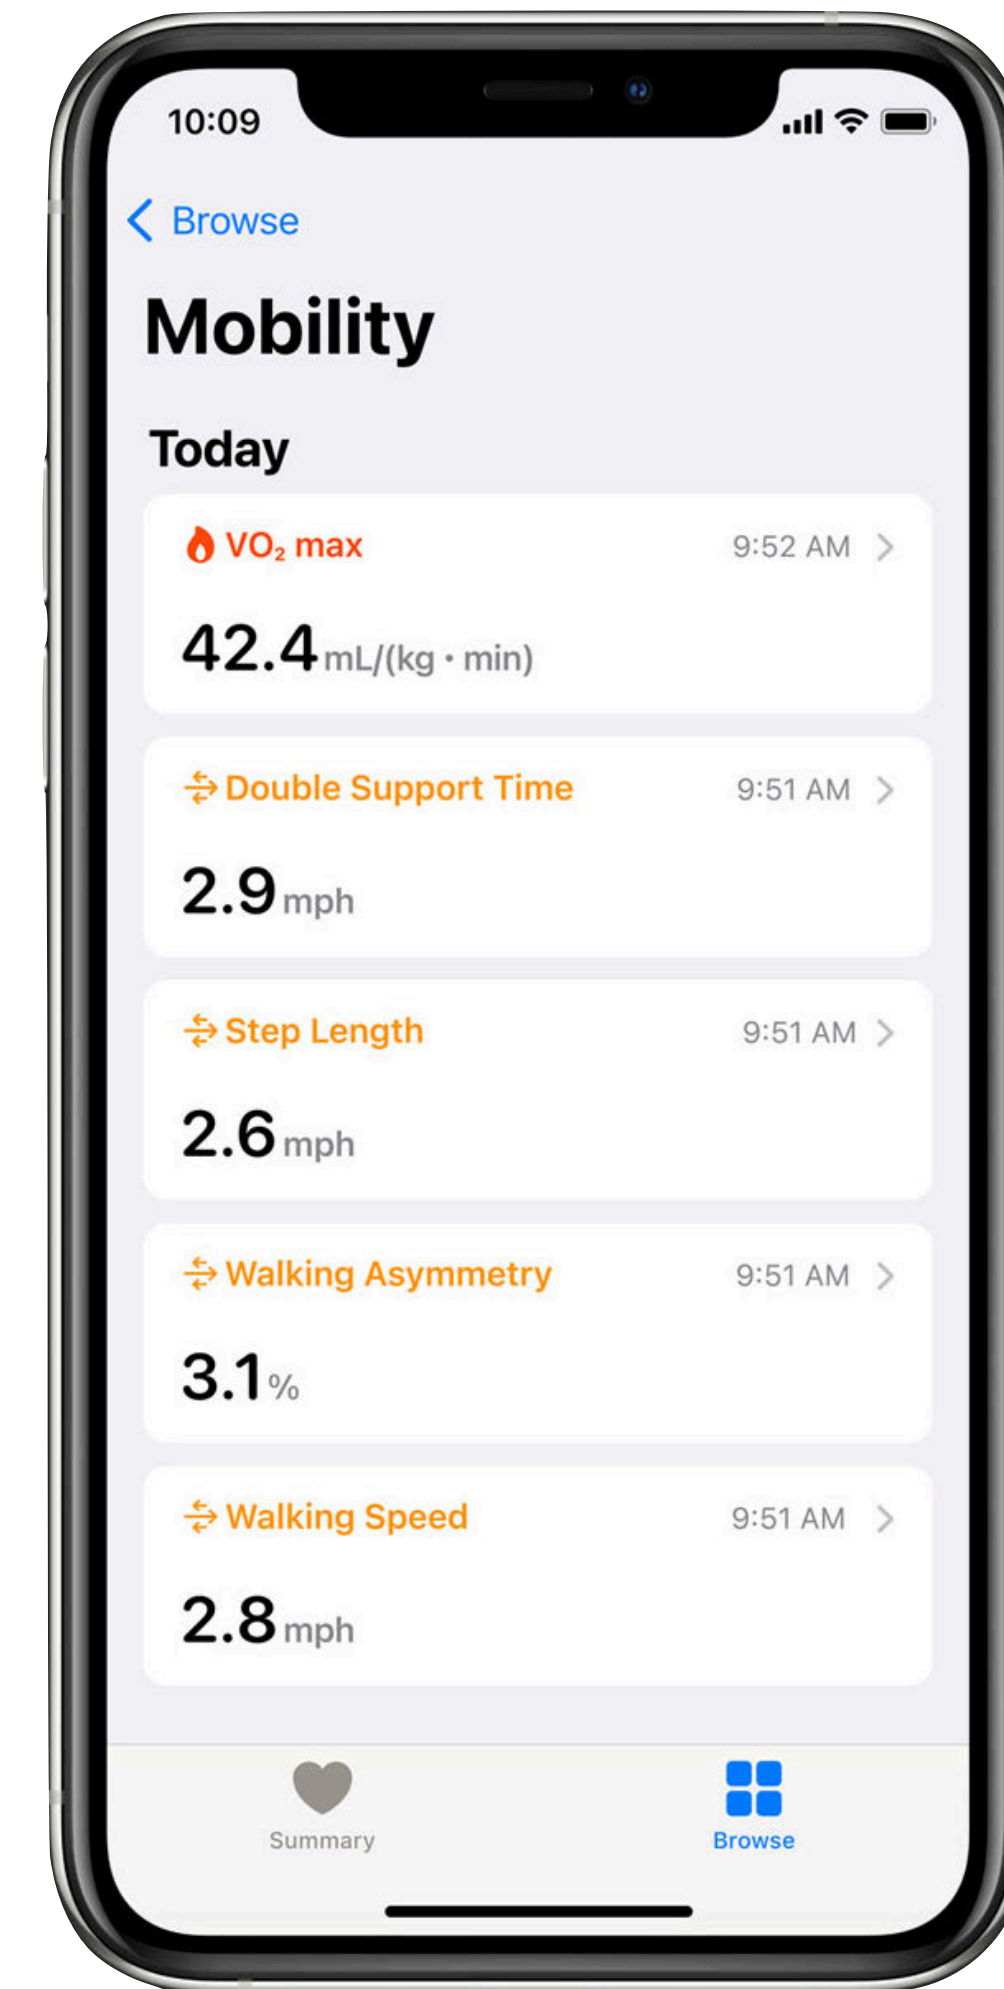 10:09
Browse
Mobility
Today
VO₂ max 9:52 AM
42.4 mL/(kg · min)
Double Support Time 9:51 AM
2.9 mph
Step Length 9:51 AM
2.6 mph
Walking Asymmetry 9:51 AM
3.1 %
Walking Speed 9:51 AM
2.8 mph
Summary Browse